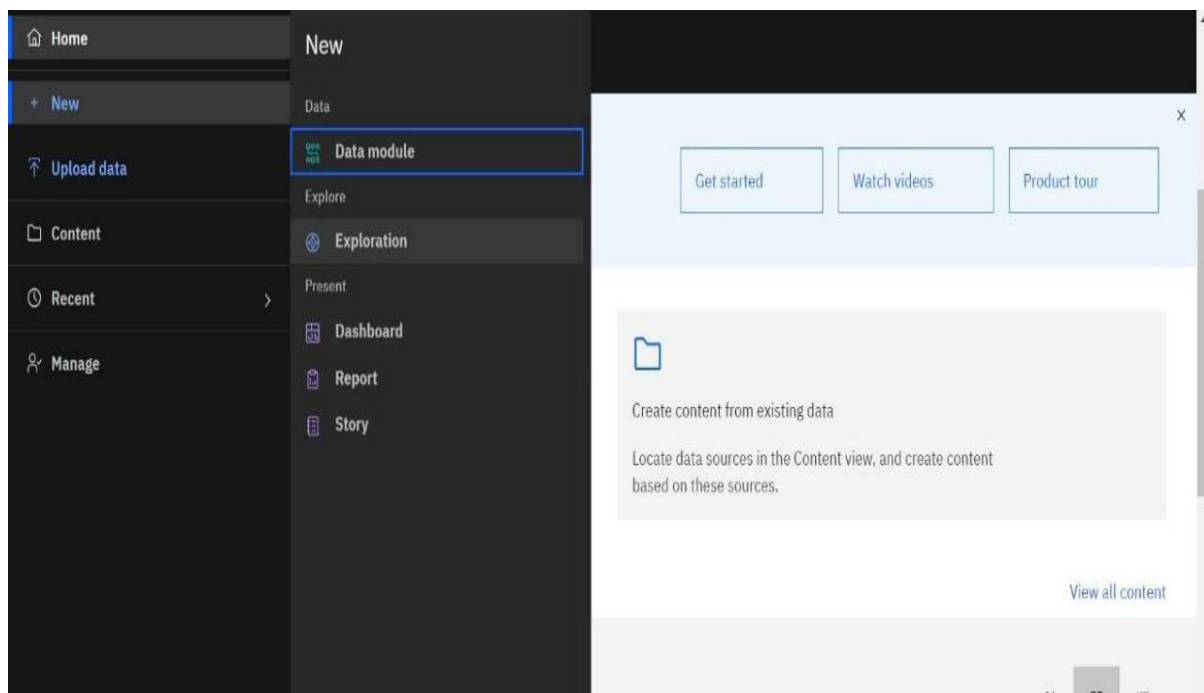 Home
New
Upload data
Content
Recent
Manage
New
Data
Data module
Explore
Exploration
Present
Dashboard
Report
Story
x
Get started
Watch videos
Product tour
Create content from existing data
Locate data sources in the Content view, and create content
based on these sources.
View all content